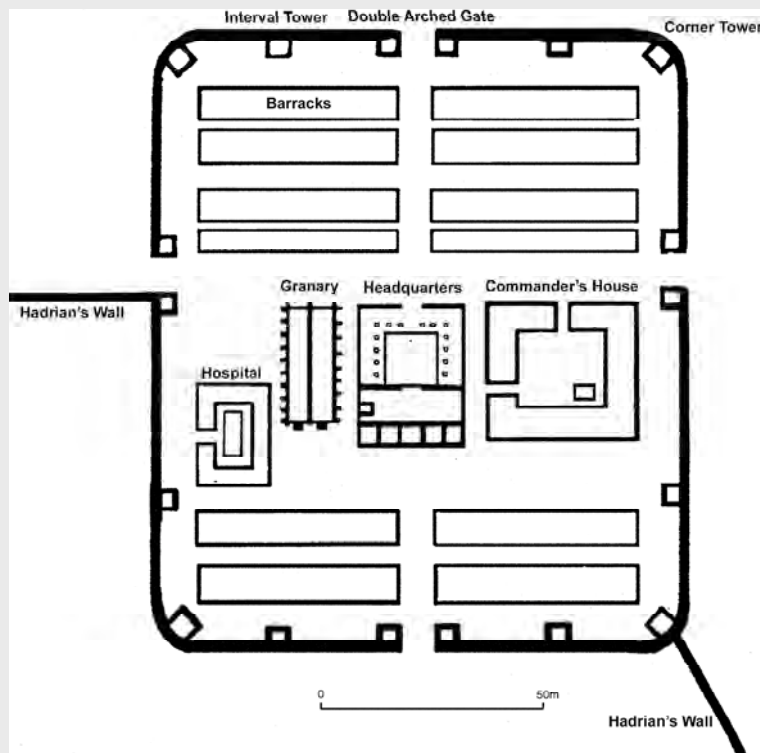 Interval Tower
Double Arched Gate
Corner Tower
Barracks
Granary
Headquarters
Commander's House
Hadrian's Wall
Hospital
0
50m
Hadrian's Wall